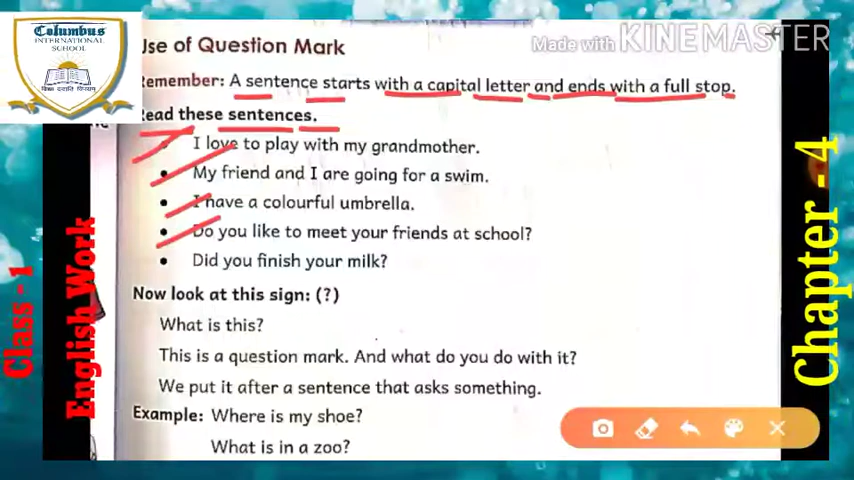 Columbus
INTERNATIONAL
SCHOOL
Made with KINEMASTER
Use of Question Mark
Remember: A sentence starts with a capital letter and ends with a full stop.
Read these sentences.
I love to play with my grandmother.
My friend and I are going for a swim.
I have a colourful umbrella.
Do you like to meet your friends at school?
Did you finish your milk?
Now look at this sign: (?)
What is this?
This is a question mark. And what do you do with it?
We put it after a sentence that asks something.
Example: Where is my shoe?
What is in a zoo?
Class - 1
English Work
Chapter - 4